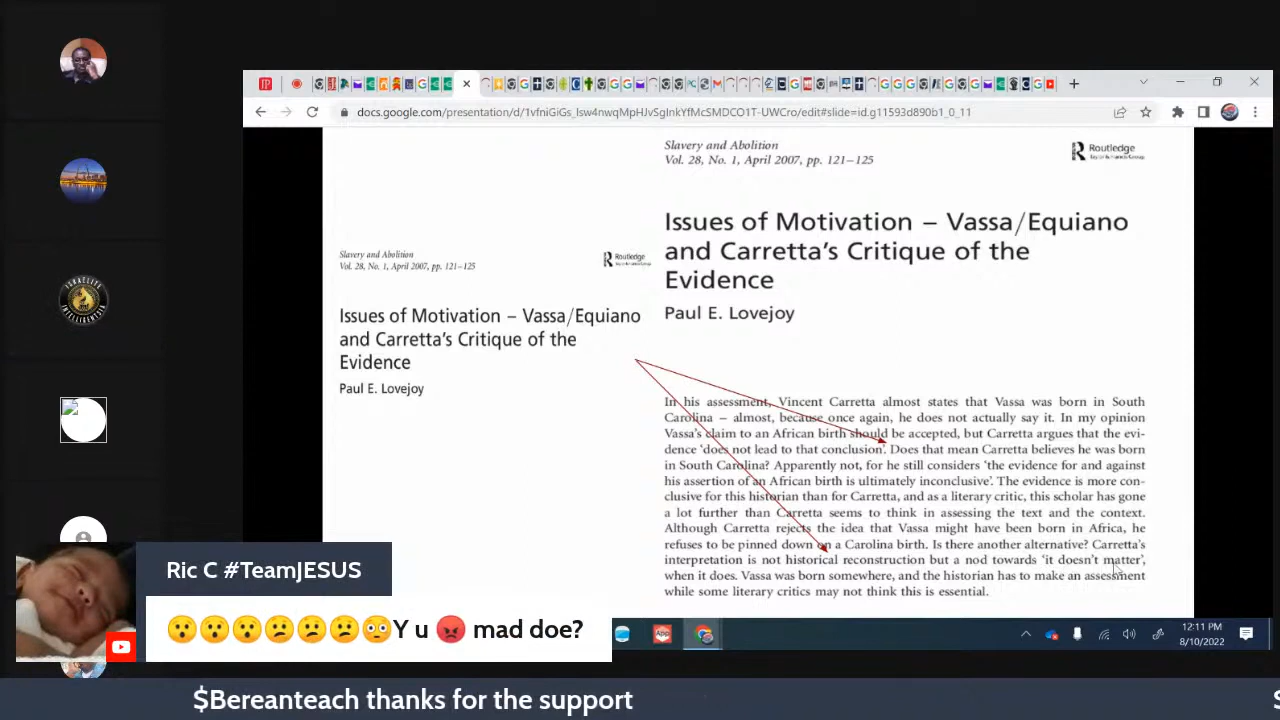 docs.google.com/presentation/d/1vfniGiGs_lsw4nwqMpHJvSgInkYfMcSMDCO1T-UWCro/edit#slide=id.g11593d890b1_0_11
Slavery and Abolition
Vol. 28, No. 1, April 2007, pp. 121–125
Routledge
Taylor & Francis Group
Issues of Motivation – Vassa/Equiano
and Carretta's Critique of the
Evidence
Paul E. Lovejoy
Slavery and Abolition
Vol. 28, No. 1, April 2007, pp. 121–125
Routledge
Issues of Motivation – Vassa/Equiano
and Carretta's Critique of the
Evidence
Paul E. Lovejoy
In his assessment, Vincent Carretta almost states that Vassa was born in South
Carolina – almost, because once again, he does not actually say it. In my opinion
Vassa's claim to an African birth should be accepted, but Carretta argues that the evi-
dence 'does not lead to that conclusion'. Does that mean Carretta believes he was born
in South Carolina? Apparently not, for he still considers 'the evidence for and against
his assertion of an African birth is ultimately inconclusive'. The evidence is more con-
clusive for this historian than for Carretta, and as a literary critic, this scholar has gone
a lot further than Carretta seems to think in assessing the text and the context.
Although Carretta rejects the idea that Vassa might have been born in Africa, he
refuses to be pinned down on a Carolina birth. Is there another alternative? Carretta's
interpretation is not historical reconstruction but a nod towards 'it doesn't matter',
when it does. Vassa was born somewhere, and the historian has to make an assessment
while some literary critics may not think this is essential.
ISRAELITE
INTELLIGENTSIA
Ric C #TeamJESUS
😮😮😮😕😕😕😳Y u 😡 mad doe?
App
12:11 PM
8/10/2022
$Bereanteach thanks for the support